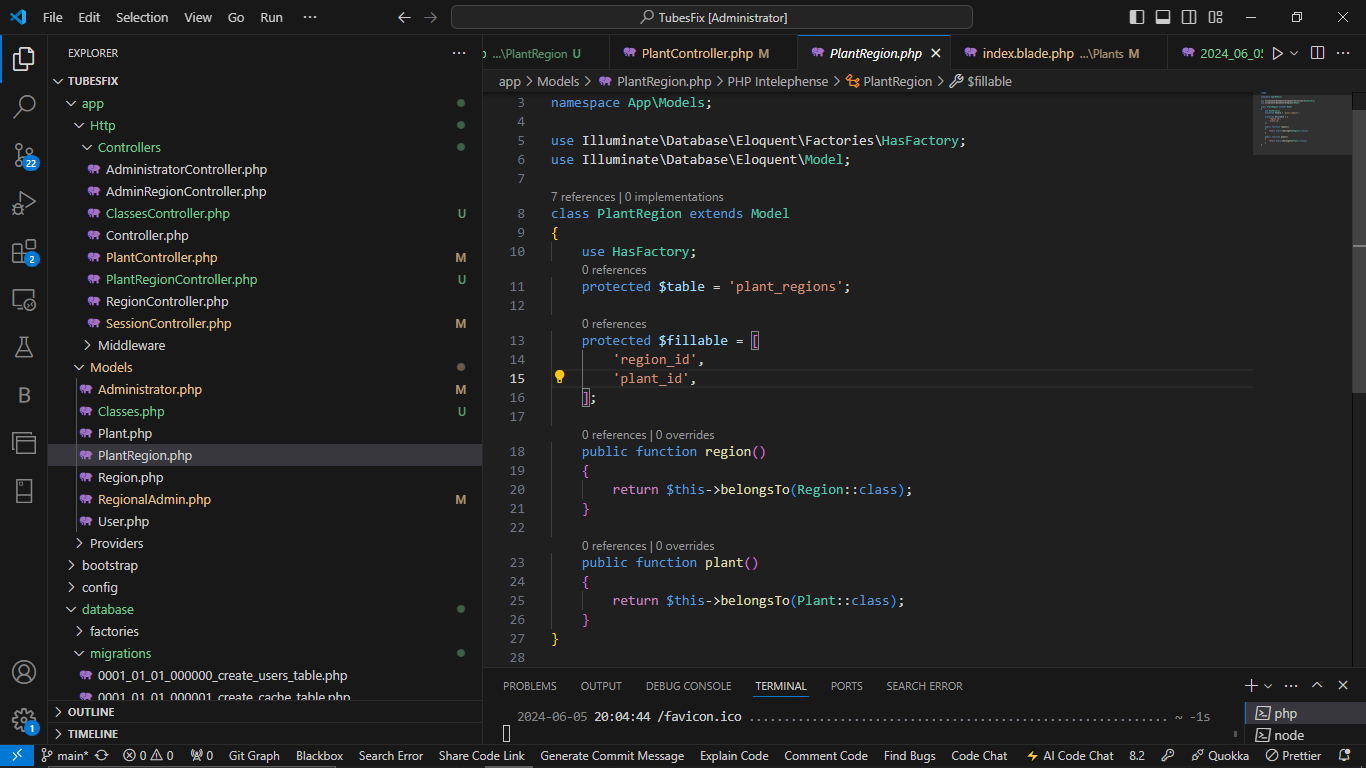 File Edit Selection View Go Run ··· TubesFix [Administrator]
EXPLORER
TUBESFIX
app
Http
Controllers
AdministratorController.php
AdminRegionController.php
ClassesController.php U
Controller.php
PlantController.php M
PlantRegionController.php U
RegionController.php
SessionController.php M
Middleware
Models
Administrator.php M
Classes.php U
Plant.php
PlantRegion.php
Region.php
RegionalAdmin.php M
User.php
Providers
bootstrap
config
database
factories
migrations
0001_01_01_000000_create_users_table.php
0001_01_01_000001_create_cache_table.php
OUTLINE
TIMELINE
22
2
1
B
...\PlantRegion U PlantController.php M PlantRegion.php index.blade.php ...\Plants M 2024_06_05
app > Models > PlantRegion.php > PHP Intelephense > PlantRegion > $fillable
3 namespace App\Models;
4
5 use Illuminate\Database\Eloquent\Factories\HasFactory;
6 use Illuminate\Database\Eloquent\Model;
7
7 references | 0 implementations
8 class PlantRegion extends Model
9 {
10 use HasFactory;
0 references
11 protected $table = 'plant_regions';
12
0 references
13 protected $fillable = [
14 'region_id',
15 'plant_id',
16 ];
17
0 references | 0 overrides
18 public function region()
19 {
20 return $this->belongsTo(Region::class);
21 }
22
0 references | 0 overrides
23 public function plant()
24 {
25 return $this->belongsTo(Plant::class);
26 }
27 }
28
PROBLEMS OUTPUT DEBUG CONSOLE TERMINAL PORTS SEARCH ERROR
2024-06-05 20:04:44 /favicon.ico ...................................................... ~ -1s
php
node
main* 0 0 0 Git Graph Blackbox Search Error Share Code Link Generate Commit Message Explain Code Comment Code Find Bugs Code Chat AI Code Chat 8.2 Quokka Prettier